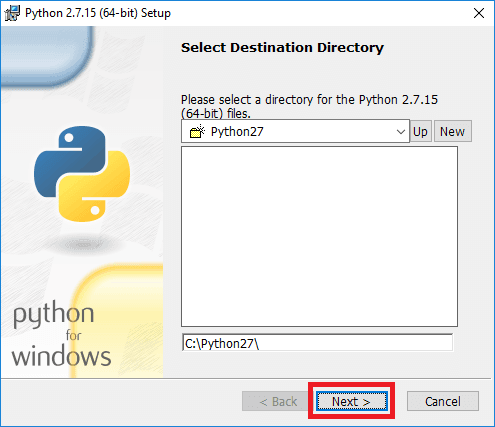 Python 2.7.15 (64-bit) Setup
Select Destination Directory
Please select a directory for the Python 2.7.15
(64-bit) files.
Python27
Up
New
C:\Python27\
python
for
windows
< Back
Next >
Cancel